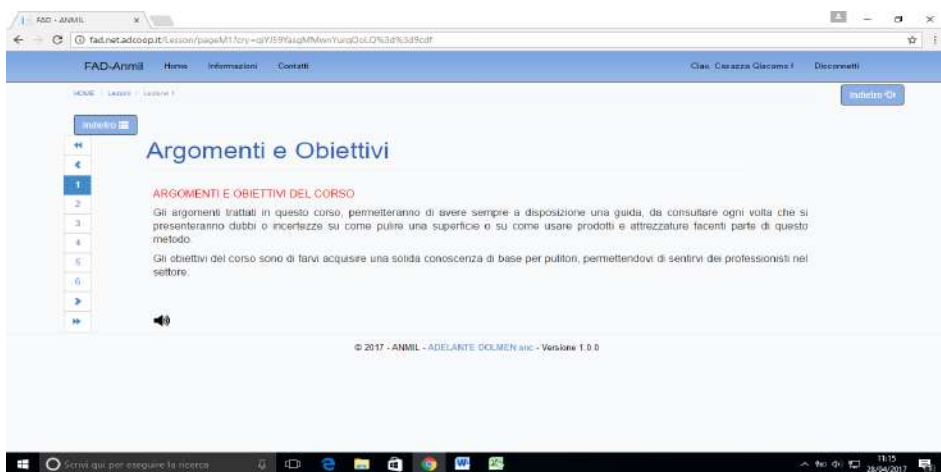 FAD - ANMIL
fad.net.adcoop.it/Lesson/
FAD-Anmil Home Informazioni Contatti Ciao, Carazza Giacomo ! Disconnetti
HOME / Lezioni / Lezione 1
Indietro
Indietro
Argomenti e Obiettivi
1
2
3
4
5
6
ARGOMENTI E OBIETTIVI DEL CORSO
Gli argomenti trattati in questo corso, permetteranno di avere sempre a disposizione una guida, da consultare ogni volta che si
presenteranno dubbi o incertezze su come pulire una superficie o su come usare prodotti e attrezzature facenti parte di questo
metodo.
Gli obiettivi del corso sono di farvi acquisire una solida conoscenza di base per pulitori, permettendovi di sentirvi dei professionisti nel
settore.
© 2017 - ANMIL - ADELANTE DOLMEN snc - Versione 1.0.0
Scrivi qui per eseguire la ricerca
11:15
28/04/2017